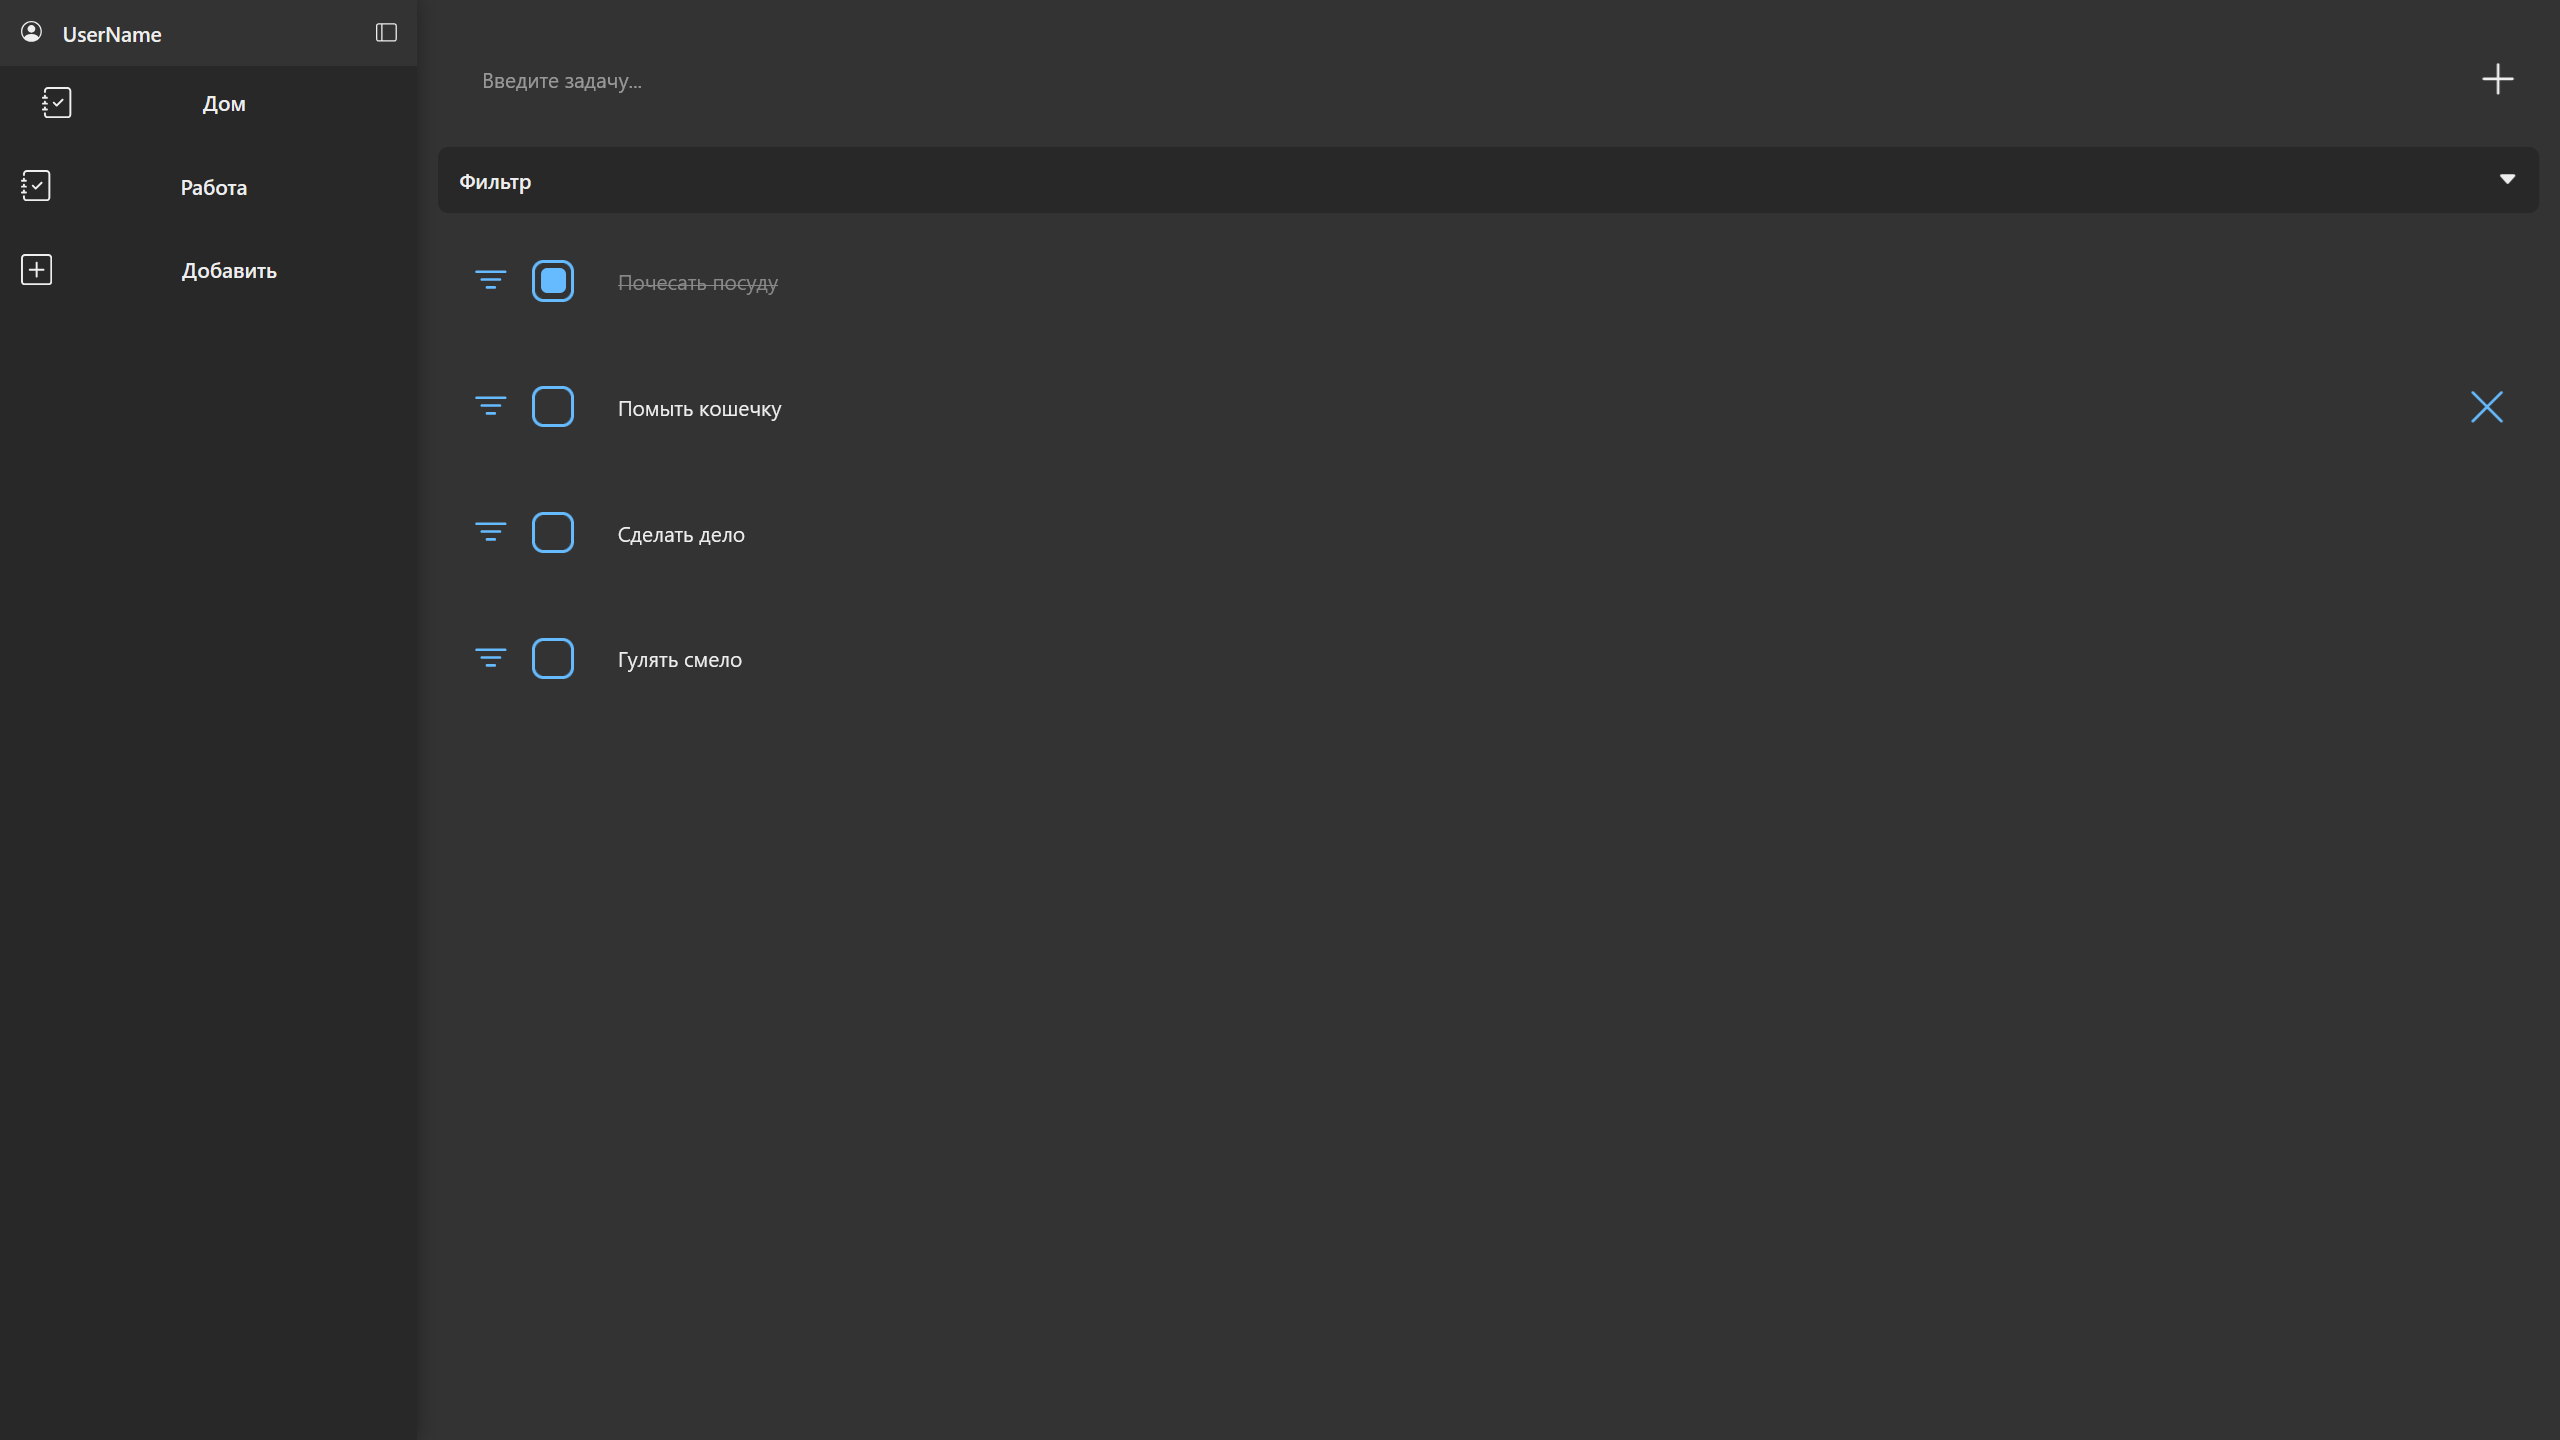 UserName
Дом
Работа
Добавить
Введите задачу...
Фильтр
Почесать посуду
Помыть кошечку
Сделать дело
Гулять смело